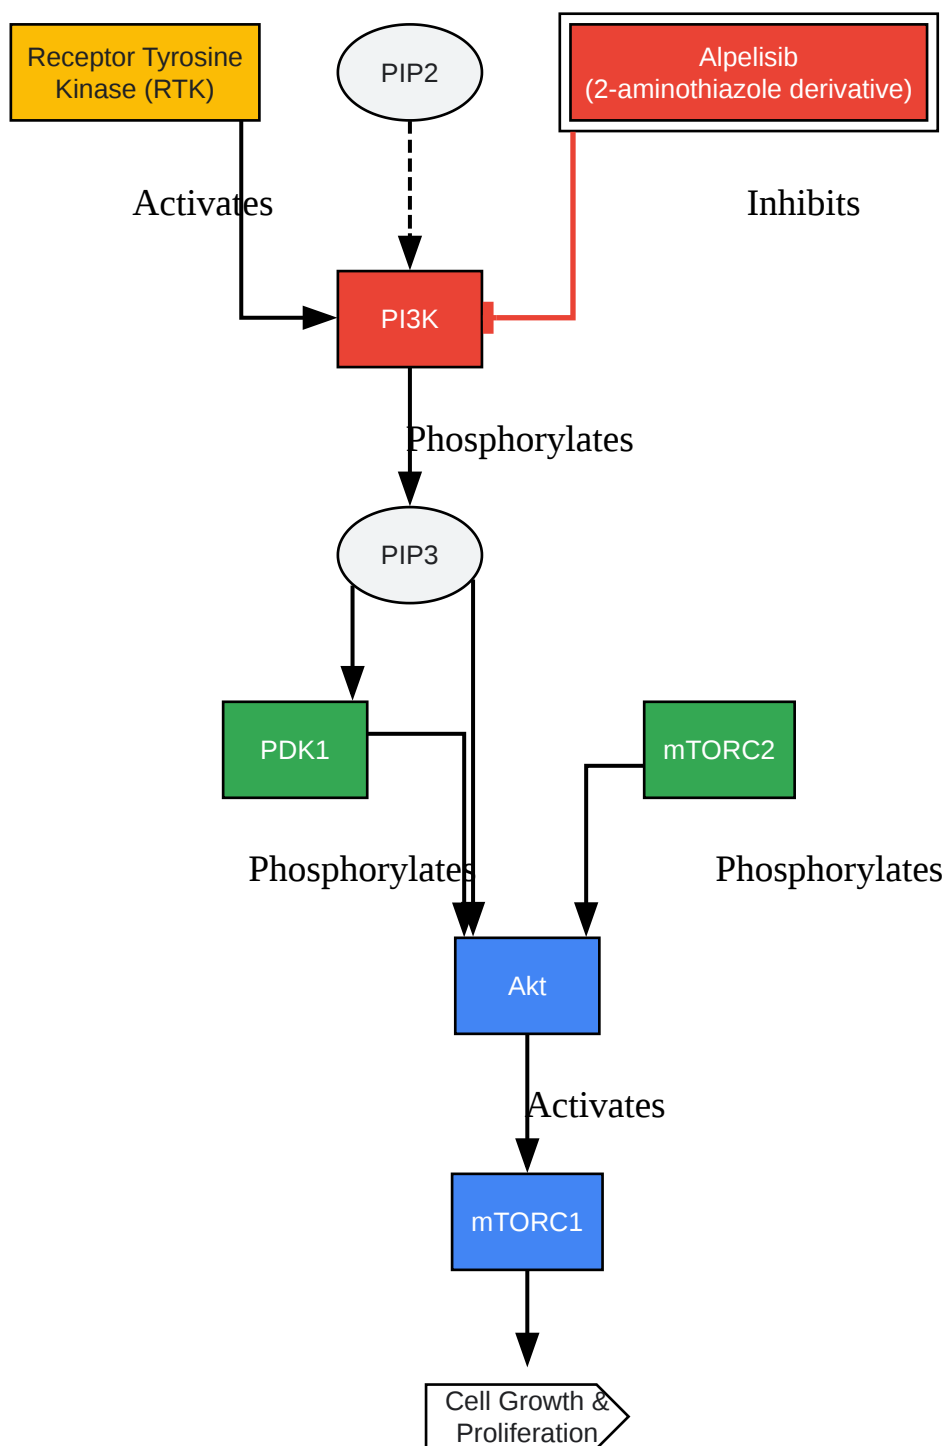 Receptor Tyrosine
Kinase (RTK)
PIP2
Alpelisib
(2-aminothiazole derivative)
Activates
Inhibits
PI3K
Phosphorylates
PIP3
PDK1
mTORC2
Phosphorylates
Phosphorylates
Akt
Activates
mTORC1
Cell Growth &
Proliferation